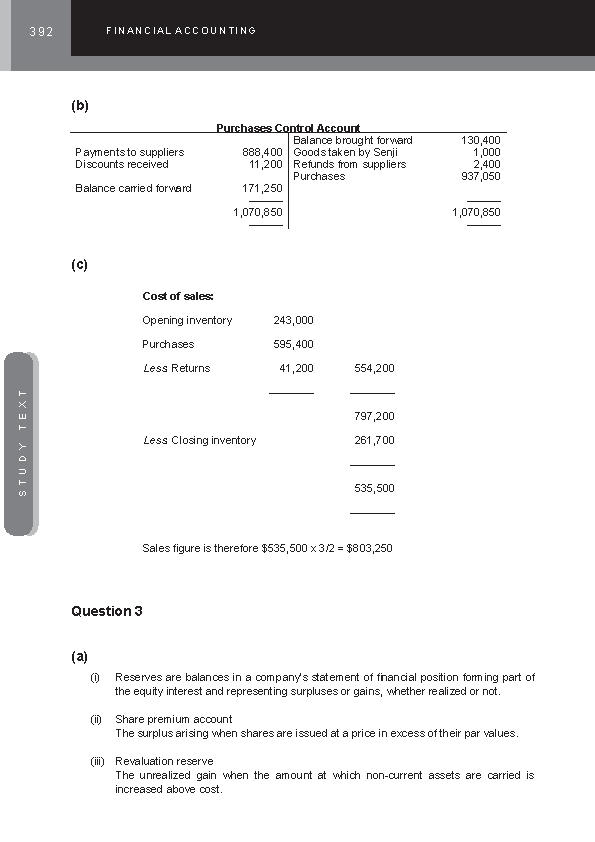 392
FINANCIAL ACCOUNTING
(b)
Purchases Control Account
Balance brought forward 130,400
Payments to suppliers 888,400 Goods taken by Senji 1,000
Discounts received 11,200 Refunds from suppliers 2,400
Purchases 937,050
Balance carried forward 171,250
1,070,850 1,070,850
(c)
Cost of sales:
Opening inventory 243,000
Purchases 595,400
Less: Returns 41,200 554,200
797,200
Less: Closing inventory 261,700
535,500
STUDY TEXT
Sales figure is therefore $535,500 x 3/2 = $803,250
Question 3
(a)
(i) Reserves are balances in a company's statement of financial position forming part of
the equity interest and representing surpluses or gains, whether realized or not.
(ii) Share premium account
The surplus arising when shares are issued at a price in excess of their par values.
(iii) Revaluation reserve
The unrealized gain when the amount at which non-current assets are carried is
increased above cost.